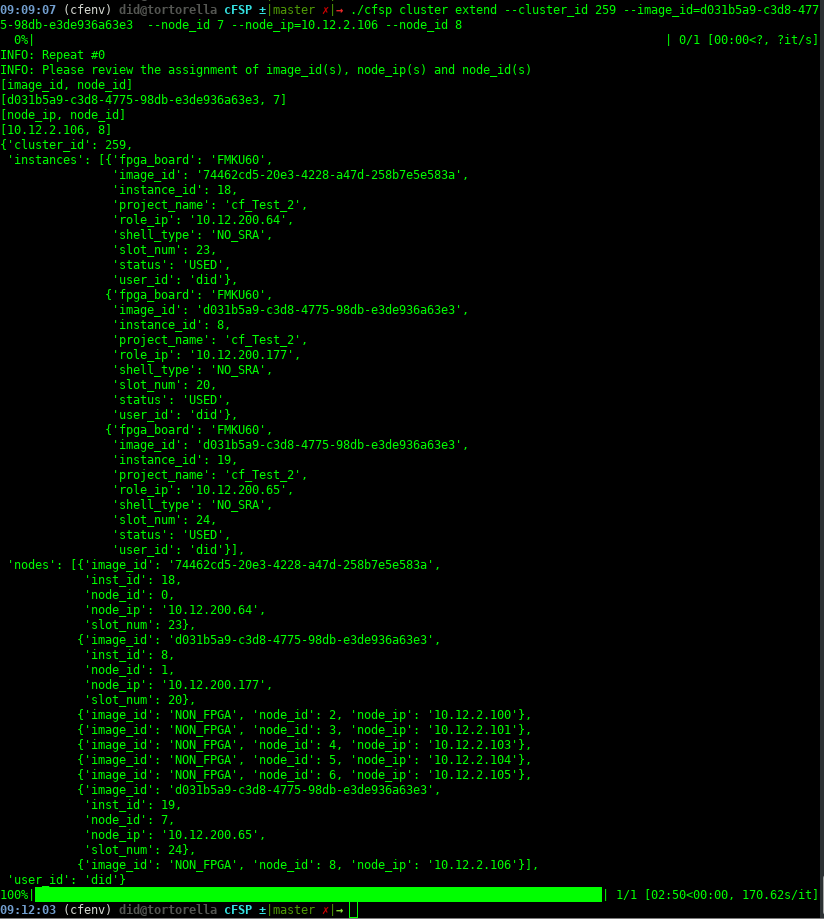 09:09:07 (cfenv) did@tortorella cFSP ±|master ✗|→ ./cfsp cluster extend --cluster_id 259 --image_id=d031b5a9-c3d8-477
5-98db-e3de936a63e3  --node_id 7 --node_ip=10.12.2.106 --node_id 8
  0%|                                                                                           | 0/1 [00:00<?, ?it/s]
INFO: Repeat #0
INFO: Please review the assignment of image_id(s), node_ip(s) and node_id(s)
[image_id, node_id]
[d031b5a9-c3d8-4775-98db-e3de936a63e3, 7]
[node_ip, node_id]
[10.12.2.106, 8]
{'cluster_id': 259,
 'instances': [{'fpga_board': 'FMKU60',
                'image_id': '74462cd5-20e3-4228-a47d-258b7e5e583a',
                'instance_id': 18,
                'project_name': 'cf_Test_2',
                'role_ip': '10.12.200.64',
                'shell_type': 'NO_SRA',
                'slot_num': 23,
                'status': 'USED',
                'user_id': 'did'},
               {'fpga_board': 'FMKU60',
                'image_id': 'd031b5a9-c3d8-4775-98db-e3de936a63e3',
                'instance_id': 8,
                'project_name': 'cf_Test_2',
                'role_ip': '10.12.200.177',
                'shell_type': 'NO_SRA',
                'slot_num': 20,
                'status': 'USED',
                'user_id': 'did'},
               {'fpga_board': 'FMKU60',
                'image_id': 'd031b5a9-c3d8-4775-98db-e3de936a63e3',
                'instance_id': 19,
                'project_name': 'cf_Test_2',
                'role_ip': '10.12.200.65',
                'shell_type': 'NO_SRA',
                'slot_num': 24,
                'status': 'USED',
                'user_id': 'did'}],
 'nodes': [{'image_id': '74462cd5-20e3-4228-a47d-258b7e5e583a',
            'inst_id': 18,
            'node_id': 0,
            'node_ip': '10.12.200.64',
            'slot_num': 23},
           {'image_id': 'd031b5a9-c3d8-4775-98db-e3de936a63e3',
            'inst_id': 8,
            'node_id': 1,
            'node_ip': '10.12.200.177',
            'slot_num': 20},
           {'image_id': 'NON_FPGA', 'node_id': 2, 'node_ip': '10.12.2.100'},
           {'image_id': 'NON_FPGA', 'node_id': 3, 'node_ip': '10.12.2.101'},
           {'image_id': 'NON_FPGA', 'node_id': 4, 'node_ip': '10.12.2.103'},
           {'image_id': 'NON_FPGA', 'node_id': 5, 'node_ip': '10.12.2.104'},
           {'image_id': 'NON_FPGA', 'node_id': 6, 'node_ip': '10.12.2.105'},
           {'image_id': 'd031b5a9-c3d8-4775-98db-e3de936a63e3',
            'inst_id': 19,
            'node_id': 7,
            'node_ip': '10.12.200.65',
            'slot_num': 24},
           {'image_id': 'NON_FPGA', 'node_id': 8, 'node_ip': '10.12.2.106'}],
 'user_id': 'did'}
100%|                                                                                 | 1/1 [02:50<00:00, 170.62s/it]
09:12:03 (cfenv) did@tortorella cFSP ±|master ✗|→